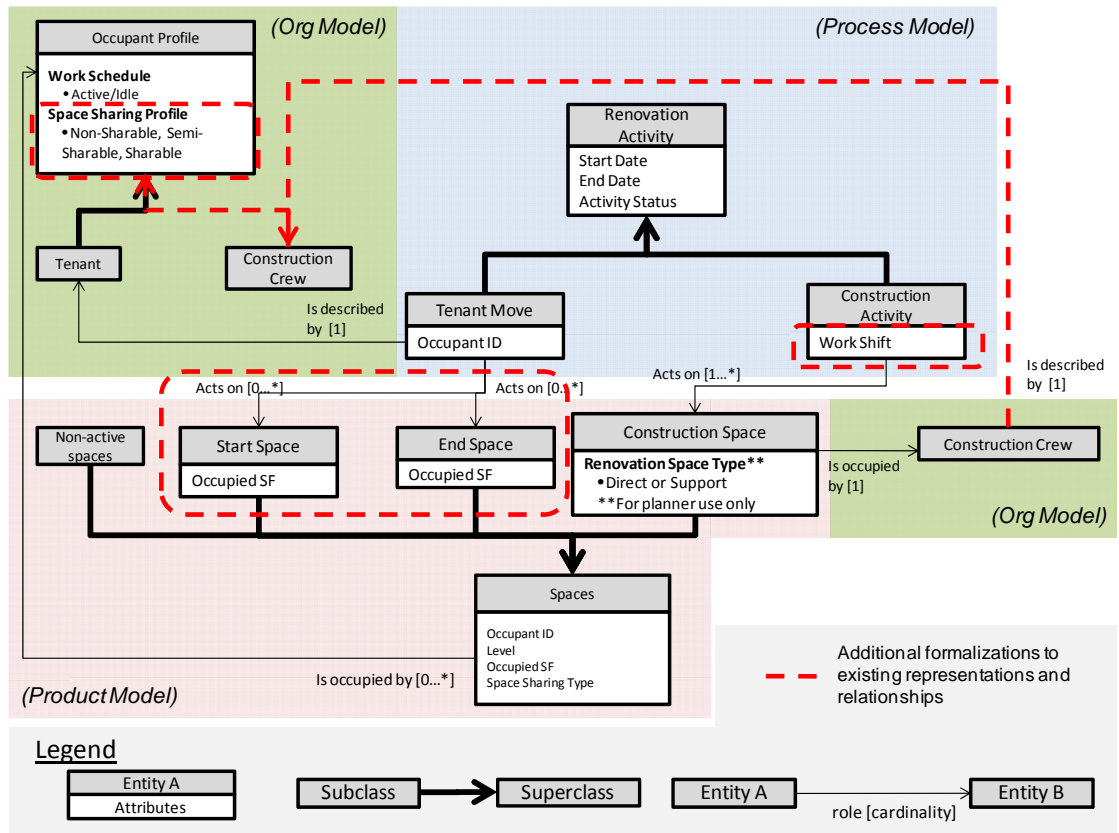 (Org Model)
(Process Model)
Occupant Profile
Work Schedule
•Active/Idle
Space Sharing Profile
•Non-Sharable, Semi-
Sharable, Sharable
Renovation
Activity
Start Date
End Date
Activity Status
Tenant
Construction
Crew
Is described
by [1]
Tenant Move
Occupant ID
Construction
Activity
Work Shift
Is described
by [1]
Acts on [0...*]
Acts on [0...*]
Acts on [1...*]
Non-active
spaces
Start Space
Occupied SF
End Space
Occupied SF
Construction Space
Renovation Space Type**
•Direct or Support
**For planner use only
Is occupied
by [1]
Construction Crew
(Org Model)
Spaces
Occupant ID
Level
Occupied SF
Space Sharing Type
Is occupied by [0...*]
(Product Model)
Additional formalizations to
existing representations and
relationships
Legend
Entity A
Attributes
Subclass
Superclass
Entity A
role [cardinality]
Entity B